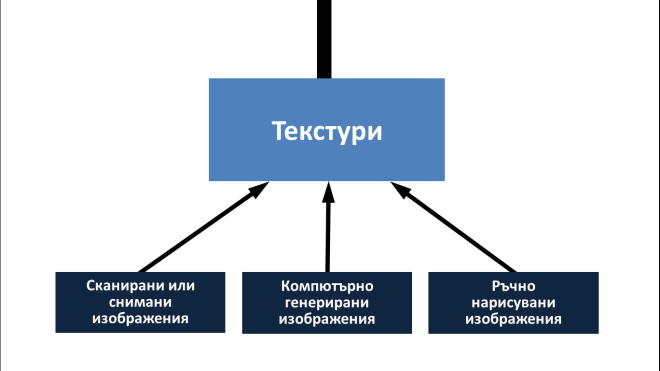 Текстури
Сканирани или
снимани
изображения
Компютърно
генерирани
изображения
Ръчно
нарисувани
изображения